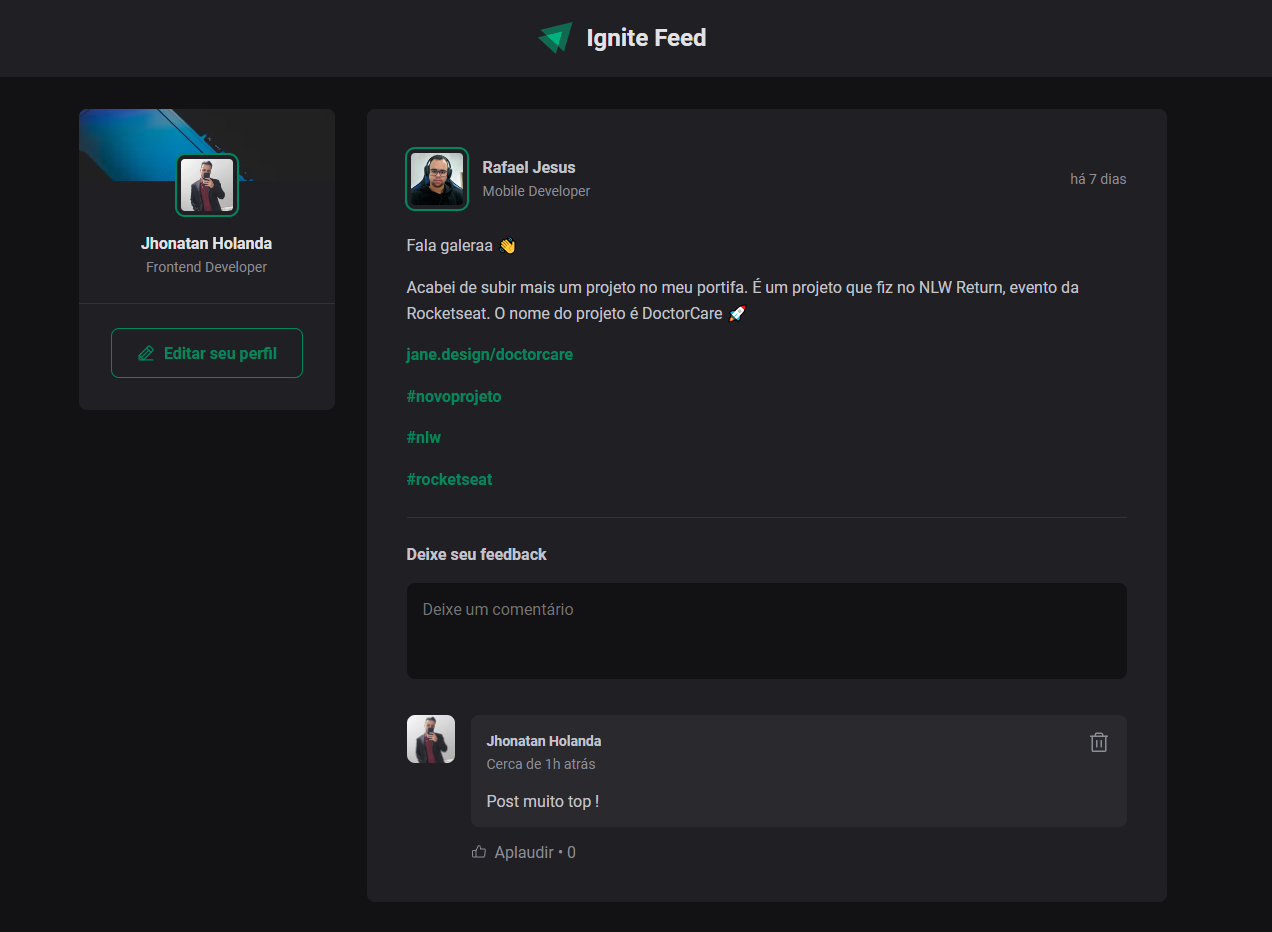 Ignite Feed
Jhonatan Holanda
Frontend Developer
Editar seu perfil
Rafael Jesus
Mobile Developer
há 7 dias
Fala galeraa 👋
Acabei de subir mais um projeto no meu portifa. É um projeto que fiz no NLW Return, evento da
Rocketseat. O nome do projeto é DoctorCare 🚀
jane.design/doctorcare
#novoprojeto
#nlw
#rocketseat
Deixe seu feedback
Deixe um comentário
Jhonatan Holanda
Cerca de 1h atrás
Post muito top !
Aplaudir • 0